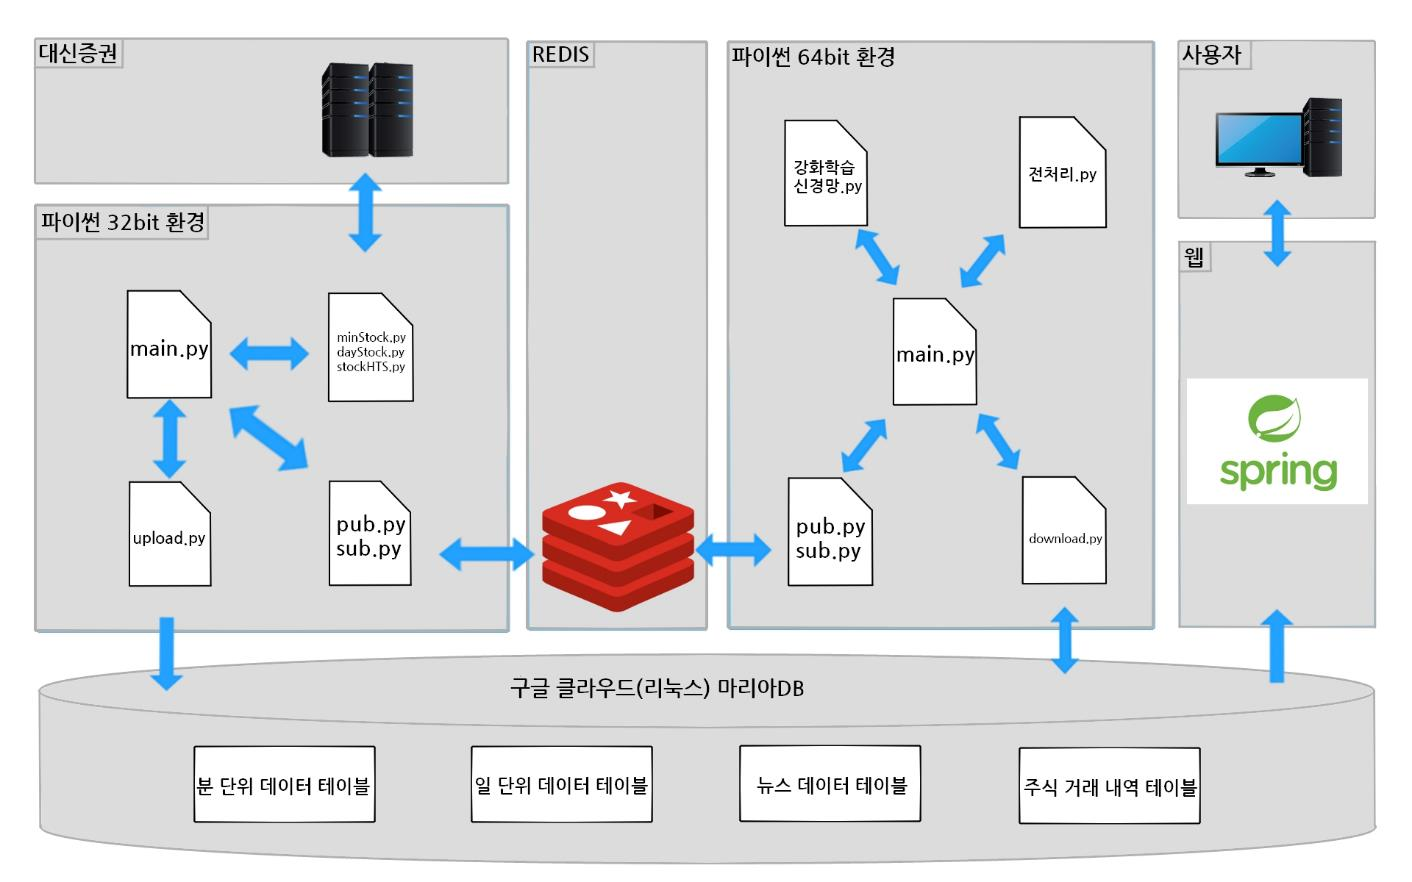 대신증권
파이썬 32bit 환경
main.py
minStock.py
dayStock.py
stockHTS.py
upload.py
pub.py
sub.py
REDIS
파이썬 64bit 환경
강화학습
신경망.py
전처리.py
main.py
pub.py
sub.py
download.py
사용자
웹
spring
구글 클라우드(리눅스) 마리아DB
분 단위 데이터 테이블
일 단위 데이터 테이블
뉴스 데이터 테이블
주식 거래 내역 테이블